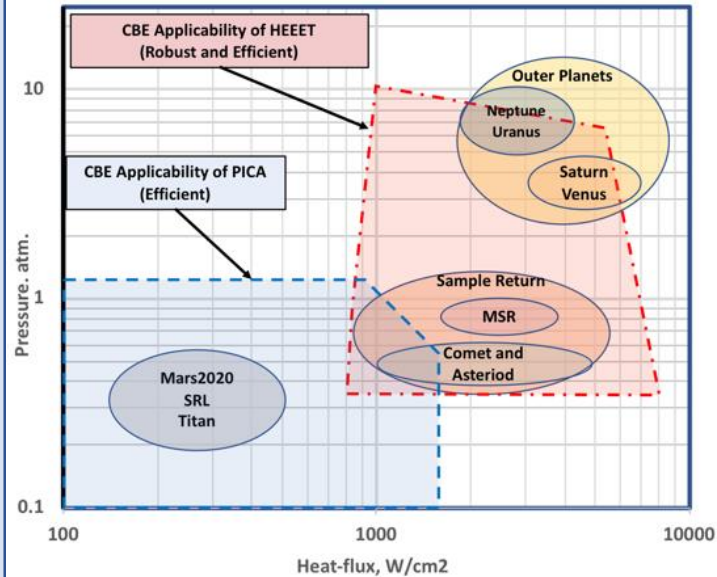 CBE Applicability of HEEET
(Robust and Efficient)
Outer Planets
10
Neptune
Uranus
CBE Applicability of PICA
(Efficient)
Saturn
Venus
Pressure. atm.
Sample Return
1
MSR
Comet and
Asteriod
Mars2020
SRL
Titan
0.1
100
1000
10000
Heat-flux, W/cm2